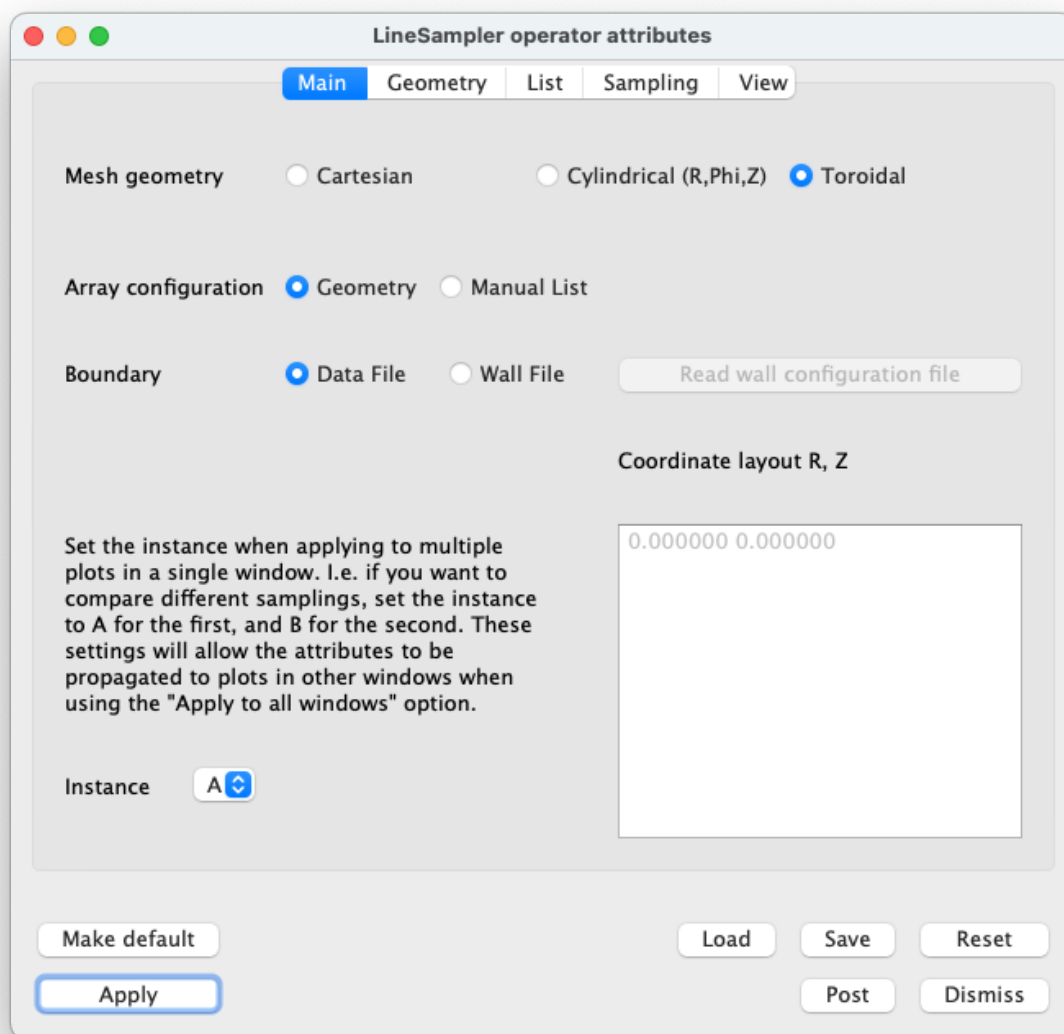 LineSampler operator attributes
Main Geometry List Sampling View
Mesh geometry Cartesian Cylindrical (R,Phi,Z) Toroidal
Array configuration Geometry Manual List
Boundary Data File Wall File Read wall configuration file
Coordinate layout R, Z
0.000000 0.000000
Set the instance when applying to multiple
plots in a single window. I.e. if you want to
compare different samplings, set the instance
to A for the first, and B for the second. These
settings will allow the attributes to be
propagated to plots in other windows when
using the "Apply to all windows" option.
Instance A
Make default Load Save Reset
Apply Post Dismiss